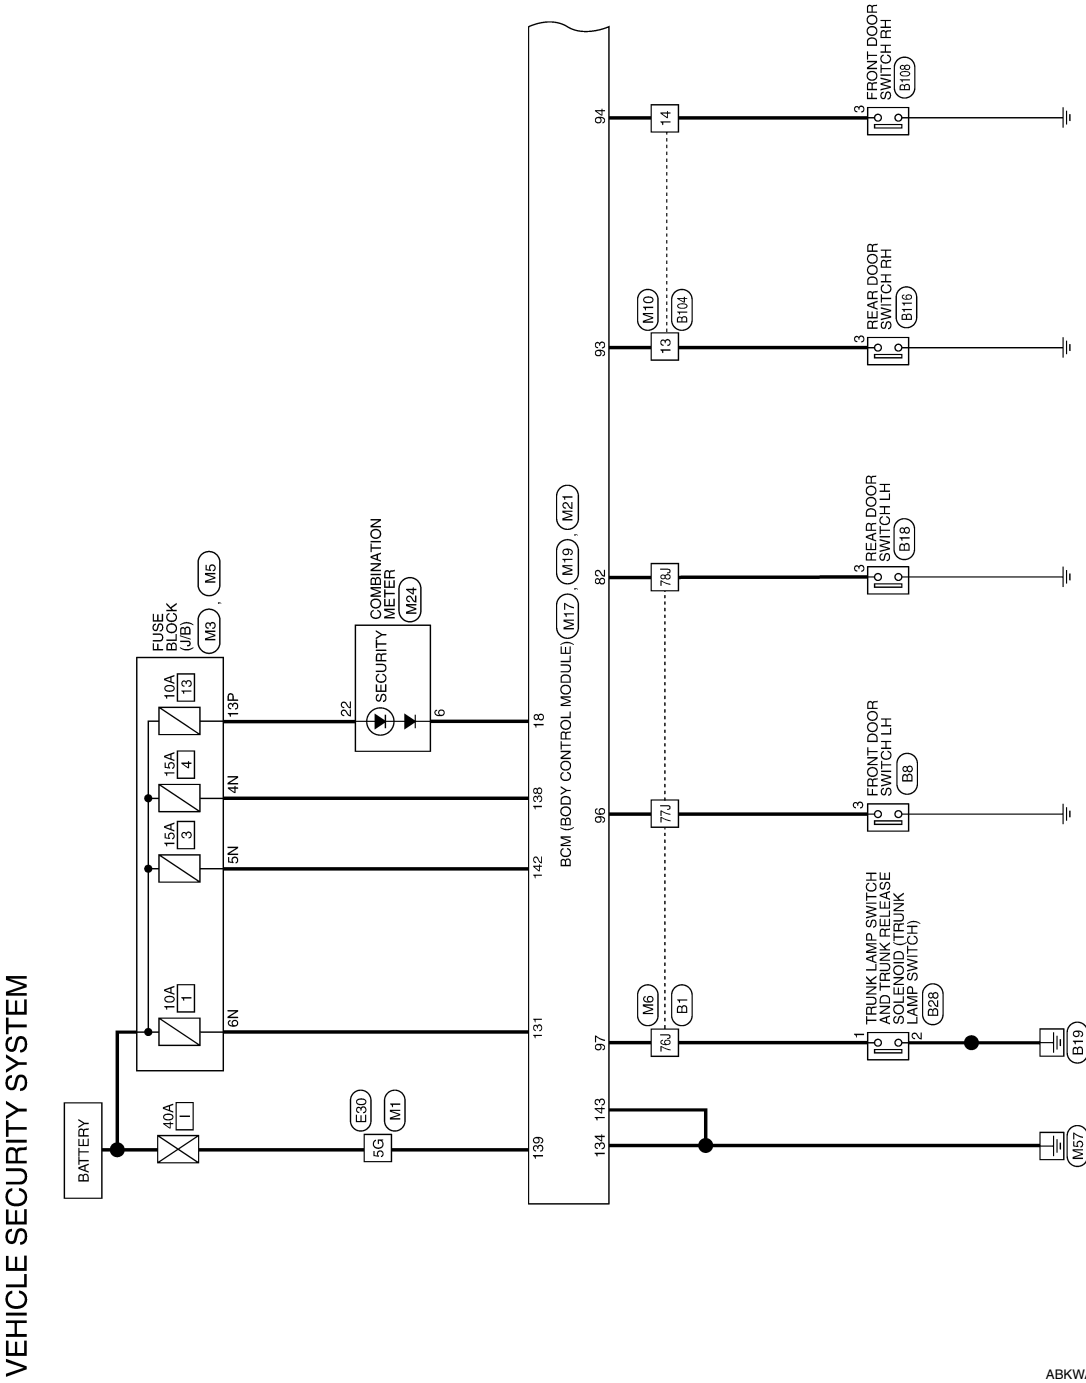 VEHICLE SECURITY SYSTEM
BATTERY
40A
I
FUSE
BLOCK
(J/B)
M3 , M5
10A
1
15A
3
15A
4
10A
13
6N
5N
4N
13P
E30
5G
M1
COMBINATION
METER
M24
22
SECURITY
6
139
131
142
138
18
BCM (BODY CONTROL MODULE) M17 , M19 , M21
134
143
97
96
82
93
94
M6
76J
B1
77J
78J
M10
13
B104
14
TRUNK LAMP SWITCH
AND TRUNK RELEASE
SOLENOID (TRUNK
LAMP SWITCH)
B28
1
2
FRONT DOOR
SWITCH LH
B8
3
REAR DOOR
SWITCH LH
B18
3
REAR DOOR
SWITCH RH
B116
3
FRONT DOOR
SWITCH RH
B108
3
M57
B19
ABKWA